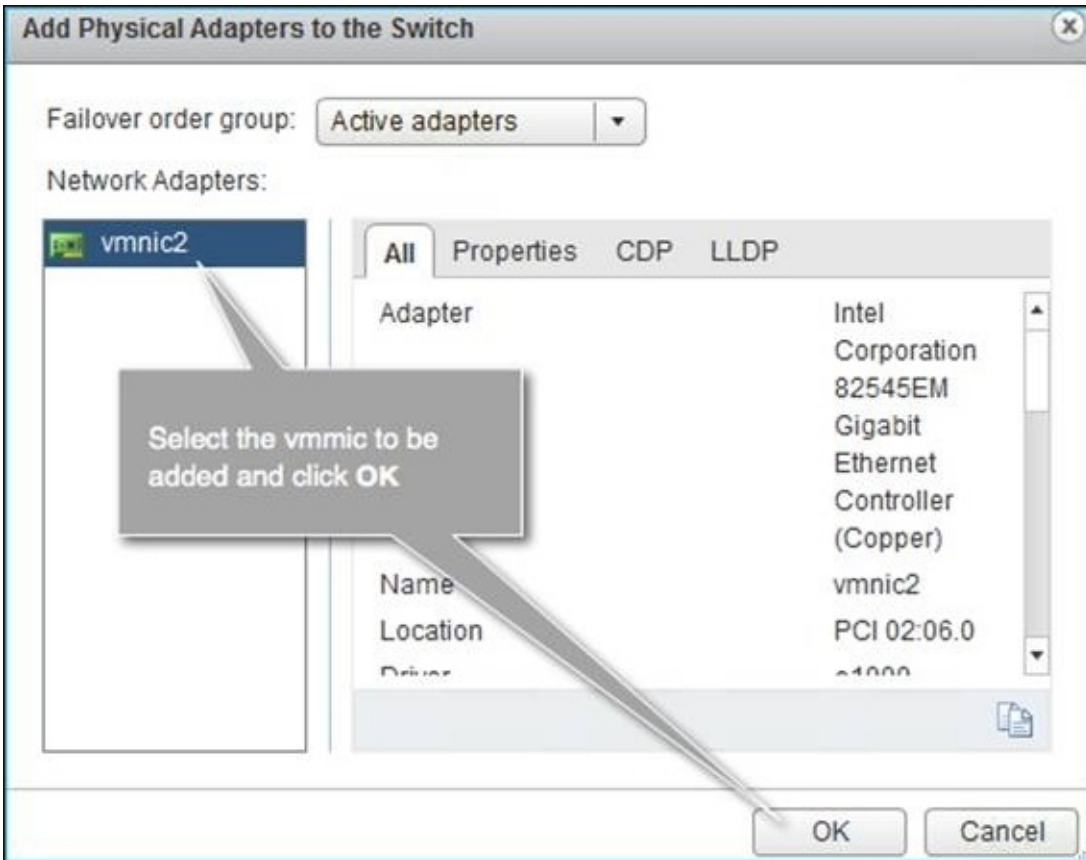 Add Physical Adapters to the Switch
Failover order group: Active adapters
Network Adapters:
vmnic2
All Properties CDP LLDP
Adapter Intel
Corporation
82545EM
Gigabit
Ethernet
Controller
(Copper)
Select the vmmic to be
added and click OK
Name vmnic2
Location PCI 02:06.0
Driver e1000
OK Cancel